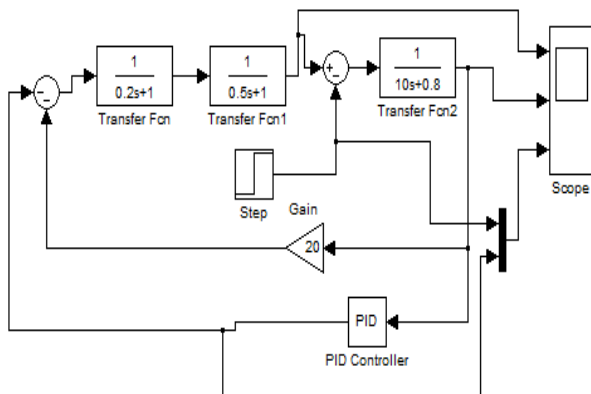 1
0.2s+1
Transfer Fcn
1
0.5s+1
Transfer Fcn1
1
10s+0.8
Transfer Fcn2
Scope
Step
Gain
20
PID
PID Controller